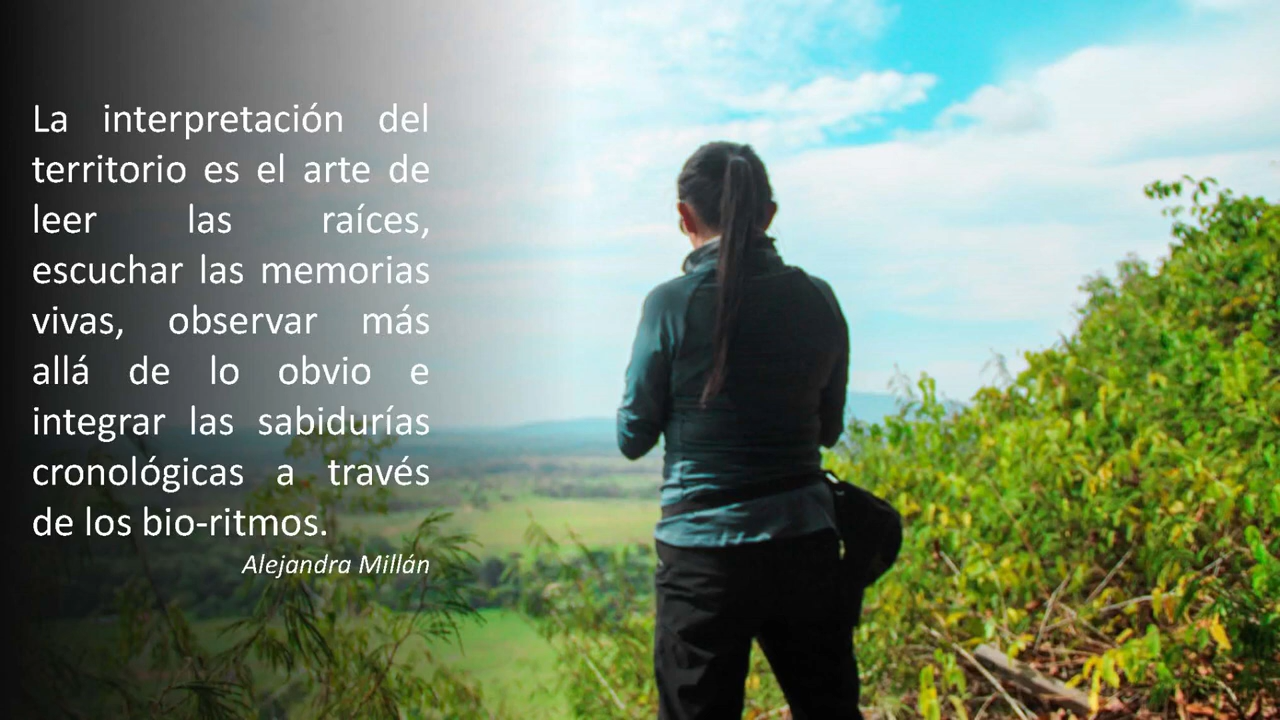 La interpretación del
territorio es el arte de
leer las raíces,
escuchar las memorias
vivas, observar más
allá de lo obvio e
integrar las sabidurías
cronológicas a través
de los bio-ritmos.
Alejandra Millán